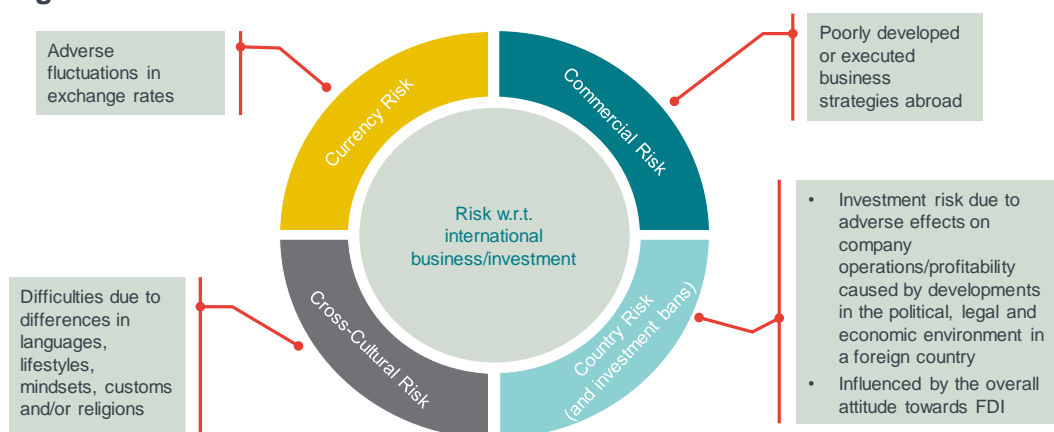 Adverse
fluctuations in
exchange rates
Currency Risk
Commercial Risk
Poorly developed
or executed
business
strategies abroad
Risk w.r.t.
international
business/investment
Difficulties due to
differences in
languages,
lifestyles,
mindsets, customs
and/or religions
Cross-Cultural Risk
Country Risk
(and investment bans)
• Investment risk due to
adverse effects on
company
operations/profitability
caused by developments
in the political, legal and
economic environment in
a foreign country
• Influenced by the overall
attitude towards FDI